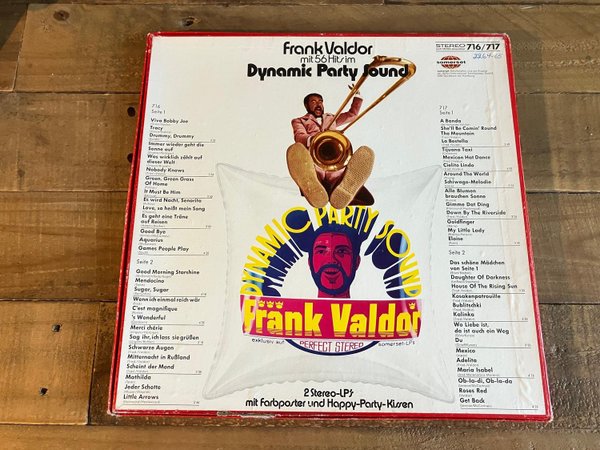 Frank Valdor
mit 56 Hits im
Dynamic Party Sound
STEREO 716/717
somerset
716
Seite 1
Viva Bobby Joe
Tracy
Drummy, Drummy
Immer wieder geht die
Sonne auf
Was wirklich zählt auf
dieser Welt
Nobody Knows
Green, Green Grass
Of Home
It Must Be Him
Es wird Nacht, Senorita
Love, so heißt mein Song
Es geht eine Träne
auf Reisen
Good Bye
Aquarius
Games People Play
Seite 2
Good Morning Starshine
Mendocino
Sugar, Sugar
Wann ich einmal reich wär
C'est magnifique
's Wonderful
Merci chérie
Sag ihr, ich lass sie grüßen
Schwarze Augen
Mitternacht in Rußland
Scheint der Mond
Mathilda
Jeder Schotte
Little Arrows
717
Seite 1
A Banda
She'll Be Comin' Round
The Mountain
La Bostella
Tijuana Taxi
Mexican Hat Dance
Cielito Lindo
Around The World
Schiwago-Melodie
Alle Blumen
brauchen Sonne
Gimme Dat Ding
Down By The Riverside
Goldfinger
My Little Lady
Eloise
Seite 2
Das schöne Mädchen
von Seite 1
Daughter Of Darkness
House Of The Rising Sun
Kosakenpatrouille
Bublitschki
Kalinka
Wo Liebe ist,
da ist auch ein Weg
Du
Mexico
Adelita
Maria Isabel
Ob-la-di, Ob-la-da
Roses Red
Get Back
DYNAMIC PARTY SOUND
Frank Valdor
exklusiv auf PERFECT STEREO somerset-LPs
2 Stereo-LPs
mit Farbposter und Happy-Party-Kissen